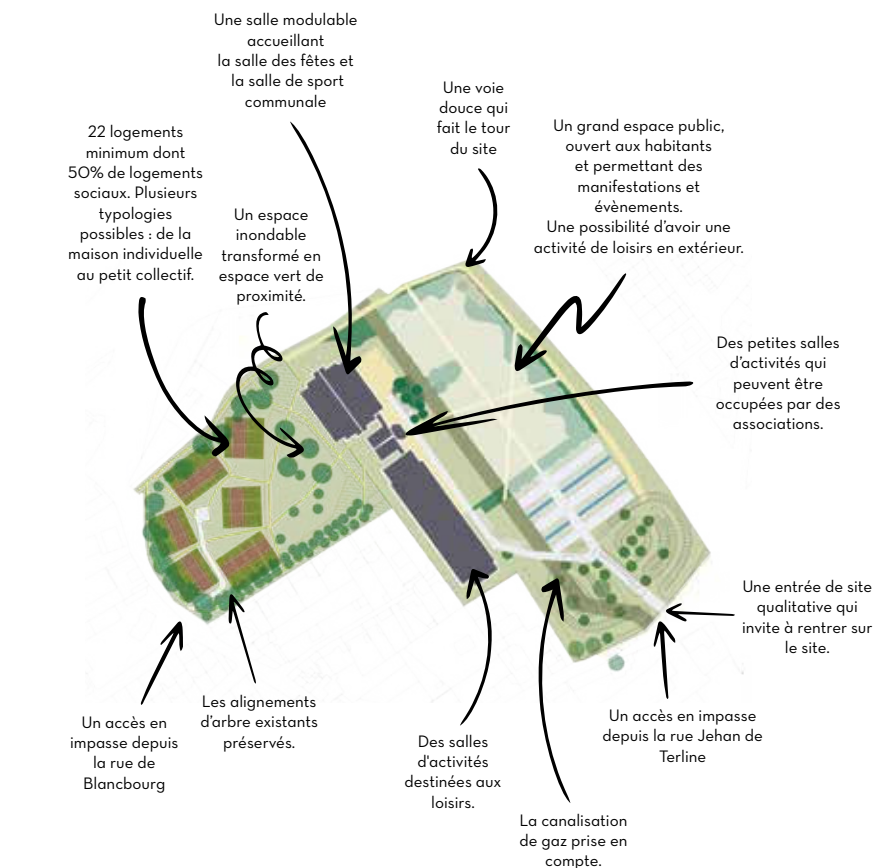 Une salle modulable
accueillant
la salle des fêtes et
la salle de sport
communale
Une voie
douce qui
fait le tour
du site
Un grand espace public,
ouvert aux habitants
et permettant des
manifestations et
évènements.
Une possibilité d'avoir une
activité de loisirs en extérieur.
22 logements
minimum dont
50% de logements
sociaux. Plusieurs
typologies
possibles : de la
maison individuelle
au petit collectif.
Un espace
inondable
transformé en
espace vert de
proximité.
Des petites salles
d'activités qui
peuvent être
occupées par des
associations.
Une entrée de site
qualitative qui
invite à rentrer sur
le site.
Un accès en
impasse depuis
la rue de
Blancbourg
Les alignements
d'arbre existants
préservés.
Des salles
d'activités
destinées aux
loisirs.
Un accès en impasse
depuis la rue Jehan de
Terline
La canalisation
de gaz prise en
compte.